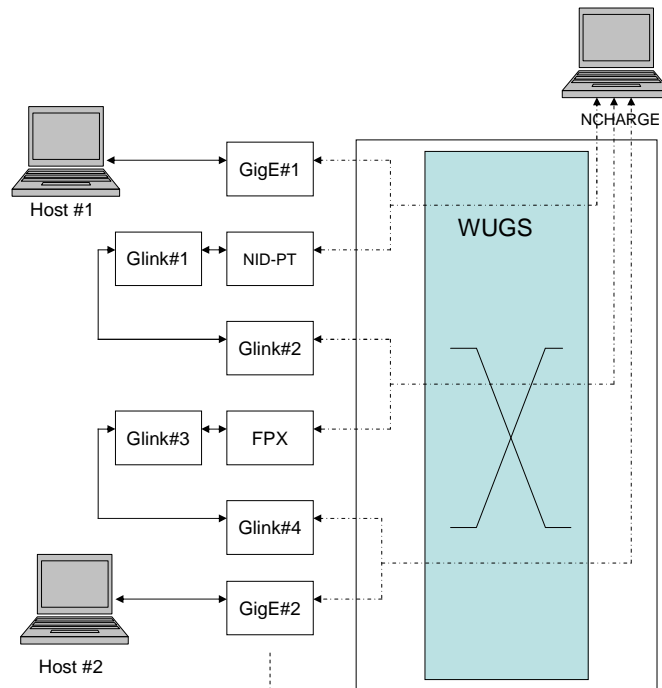 NCHARGE
GigE#1
Host #1
WUGS
Glink#1
NID-PT
Glink#2
Glink#3
FPX
Glink#4
GigE#2
Host #2